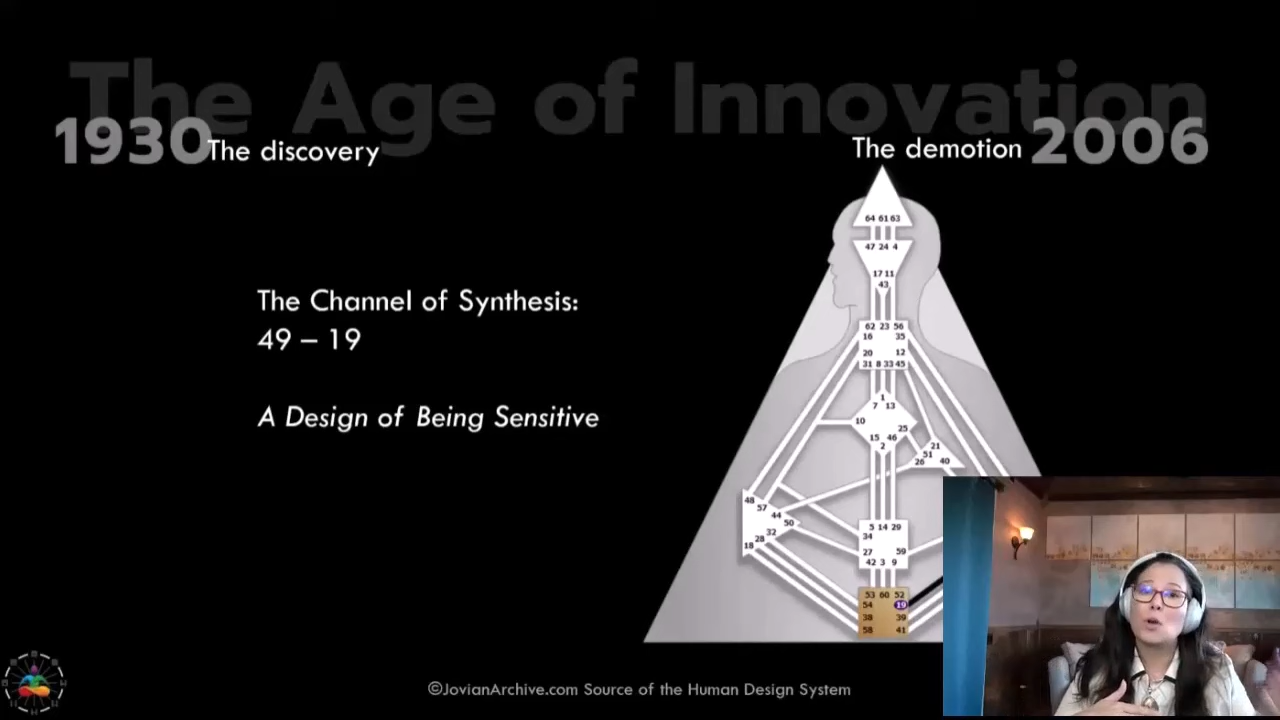 The Age of Innovation
1930 The discovery
The demotion 2006
64 61 63
47 24 4
17 11
43
The Channel of Synthesis:
49 – 19
A Design of Being Sensitive
62 23 56
16 35
20 12
31 8 33 45
1
7 13
10
25
15 46
2
21
51
26 40
48
57
44
50
32
28
18
5 14 29
34
27 59
42 3 9
53 60 52
54 19
38 39
58 41
©JovianArchive.com Source of the Human Design System